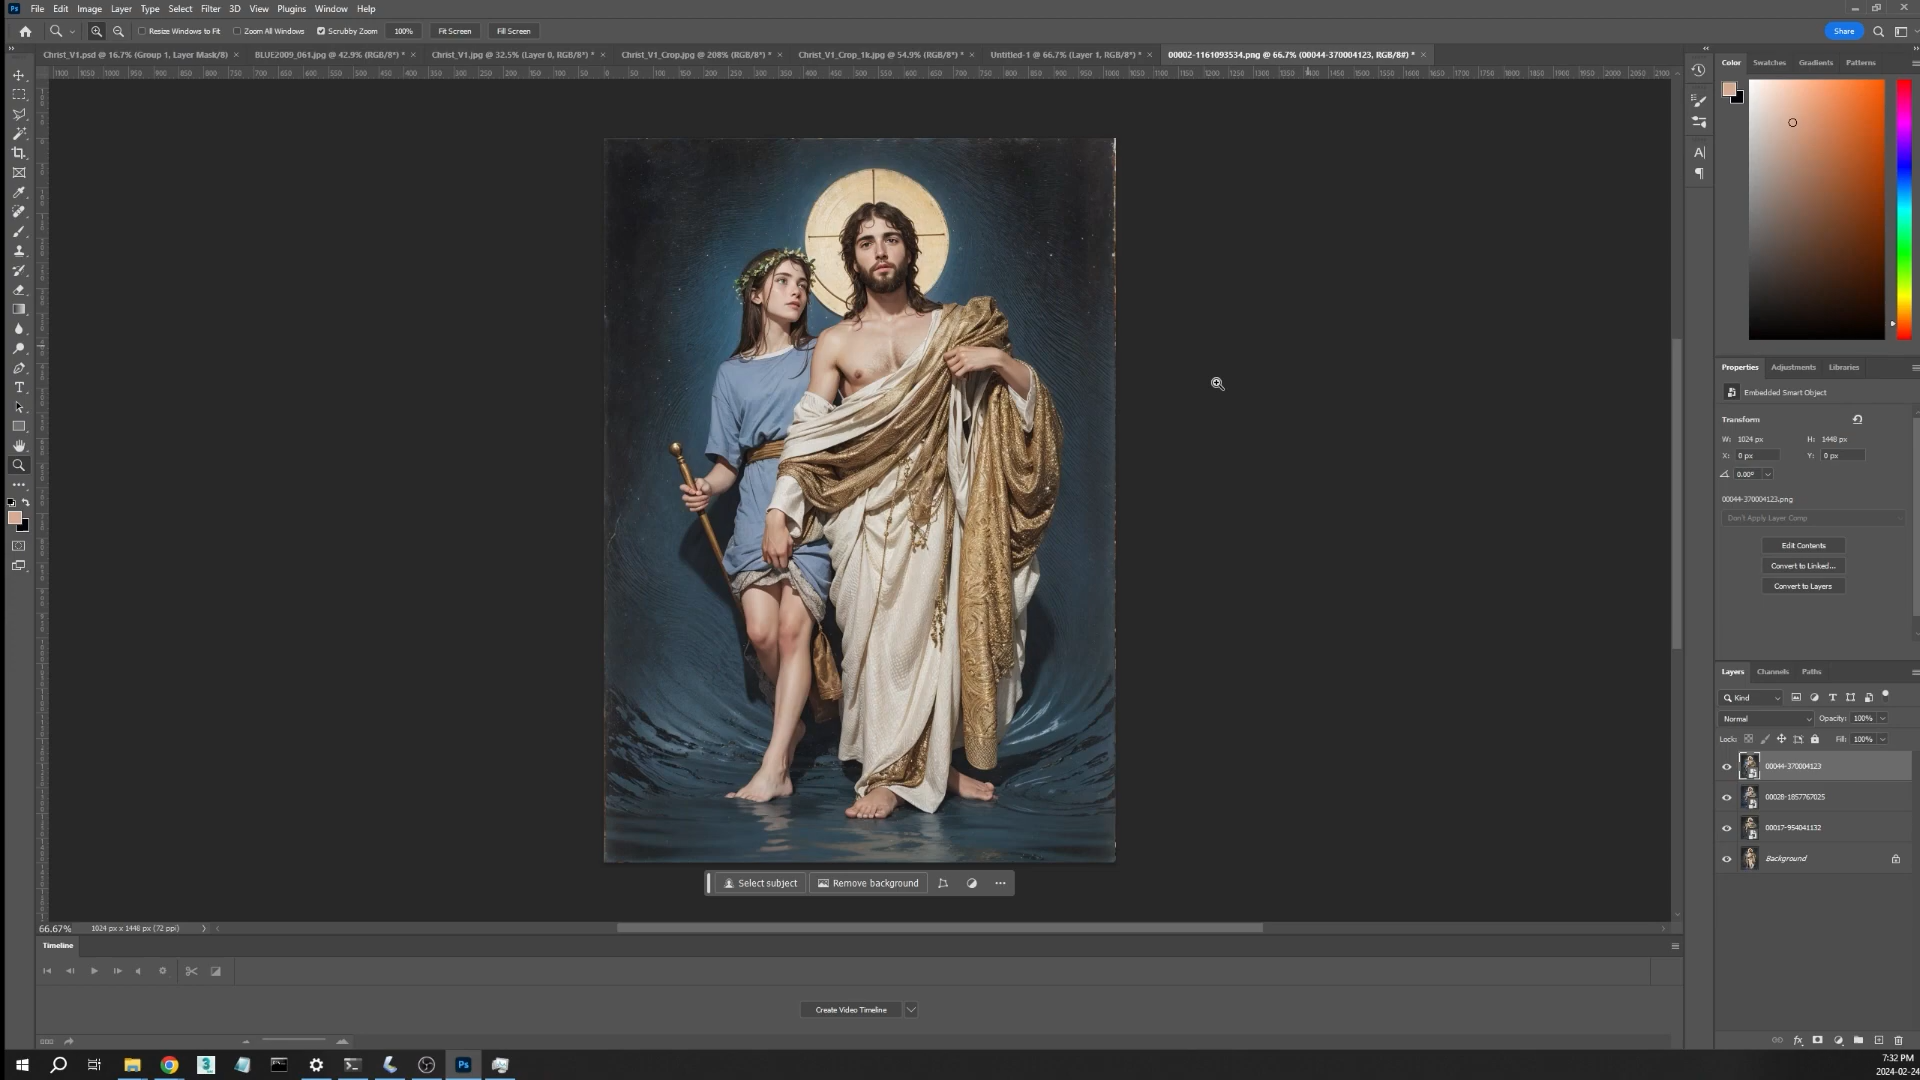 Ps File Edit Image Layer Type Select Filter 3D View Plugins Window Help
Resize Windows to Fit Zoom All Windows Scrubby Zoom 100% Fit Screen Fill Screen Share
Christ_V1.psd @ 16.7% (Group 1, Layer Mask/8) × BLUE2009_061.jpg @ 42.9% (RGB/8*) * × Christ_V1.jpg @ 32.5% (Layer 0, RGB/8*) * × Christ_V1_Crop.jpg @ 208% (RGB/8*) * × Christ_V1_Crop_1k.jpg @ 54.9% (RGB/8*) * × Untitled-1 @ 66.7% (Layer 1, RGB/8*) * × 00002-1161093534.png @ 66.7% (00044-370004123, RGB/8#) * ×
Color Swatches Gradients Patterns
Properties Adjustments Libraries
Embedded Smart Object
Transform
W: 1024 px H: 1448 px
X: 0 px Y: 0 px
0.00°
00044-370004123.png
Don't Apply Layer Comp
Edit Contents
Convert to Linked...
Convert to Layers
Layers Channels Paths
Kind
Normal Opacity: 100%
Lock: Fill: 100%
00044-370004123
00028-1857767025
00017-954041132
Background
Select subject Remove background
66.67% 1024 px x 1448 px (72 ppi)
Timeline
Create Video Timeline
7:32 PM
2024-02-24